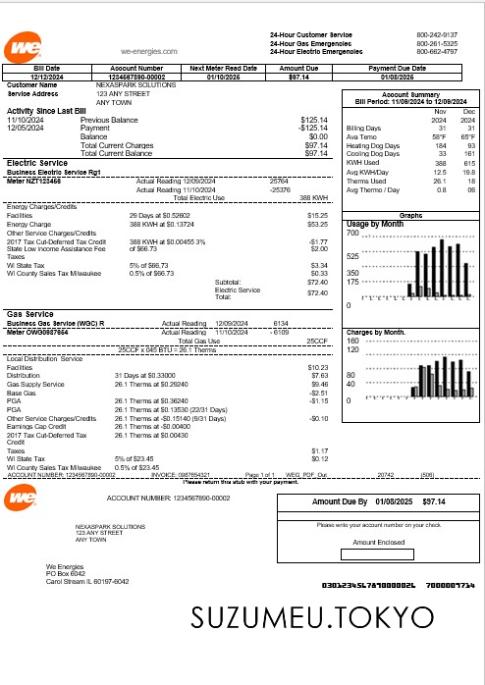 we
we-energies.com
24-Hour Customer Service 800-242-9137
24-Hour Gas Emergencies 800-261-5325
24-Hour Electric Emergencies 800-662-4797
Bill Date Account Number Next Meter Read Date Amount Due Payment Due Date
12/12/2024 1234567890-00002 01/10/2025 $97.14 01/08/2025
Customer Name NEXASPARK SOLUTIONS
Service Address 123 ANY STREET
ANY TOWN
Activity Since Last Bill
11/10/2024 Previous Balance $125.14
12/05/2024 Payment -$125.14
Balance $0.00
Total Current Charges $97.14
Total Current Balance $97.14
Account Summary
Bill Period: 11/09/2024 to 12/09/2024
Nov Dec
2024 2024
Billing Days 31 31
Ave Temo 58°F 65°F
Heating Dog Days 184 93
Cooling Dog Days 33 161
KWH Used 388 615
Avg KWH/Day 12.5 19.8
Therms Used 26.1 18
Avg Thermo / Day 0.8 06
Electric Service
Business Electric Service Rg1
Meter NZT123456 Actual Reading 12/09/2024 25764
Actual Reading 11/10/2024 -25376
Total Electric Use 388 KWH
Energy Charges/Credits
Facilities 29 Days at $0.52602 $15.25
Energy Charge 388 KWH at $0.13724 $53.25
Other Service Charges/Credits
2017 Tax Cut-Deferred Tax Credit 388 KWH at $0.00455 3% -$1.77
State Low Income Assistance Fee of $66.73 $2.00
Taxes
WI State Tax 5% of $66.73 $3.34
WI County Sales Tax Milwaukee 0.5% of $66.73 $0.33
Subtotal: $72.40
Electric Service Total: $72.40
Graphs
Usage by Month
700
525
350
175
0
Gas Service
Business Gas Service (WGC) R Actual Reading 12/09/2024 6134
Meter OWG0987654 Actual Reading 11/10/2024 - 6109
Total Gas Use 25CCF
25CCF x 045 BTU = 26.1 Therms
Charges by Month.
160
120
80
40
0
Local Distribution Service
Facilities $10.23
Distribution 31 Days at $0.33000 $7.63
Gas Supply Service 26.1 Therms at $0.29240 $9.46
Base Gas -$2.51
PGA 26.1 Therms at $0.36240 -$1.15
PGA 26.1 Therms at $0.13530 (22/31 Days)
Other Service Charges/Credits 26.1 Therms at -$0.15140 (9/31 Days) -$0.10
Earnings Cap Credit 26.1 Therms at -$0.00400
2017 Tax Cut-Deferred Tax Credit 26.1 Therms at $0.00430
Taxes $1.17
WI State Tax 5% of $23.45 $0.12
WI County Sales Tax Milwaukee 0.5% of $23.45
ACCOUNT NUMBER: 1234567890-00002 INVOICE: 0987654321 Page 1 of 1 WEG_PDF_Out 20742 (506)
Please return this stub with your payment.
we
ACCOUNT NUMBER: 1234567890-00002
Amount Due By 01/08/2025 $97.14
Please write your account number on your check.
Amount Enclosed
NEXASPARK SOLUTIONS
123 ANY STREET
ANY TOWN
We Energies
PO Box 6042
Carol Stream IL 60197-6042
SUZUMEU.TOKYO